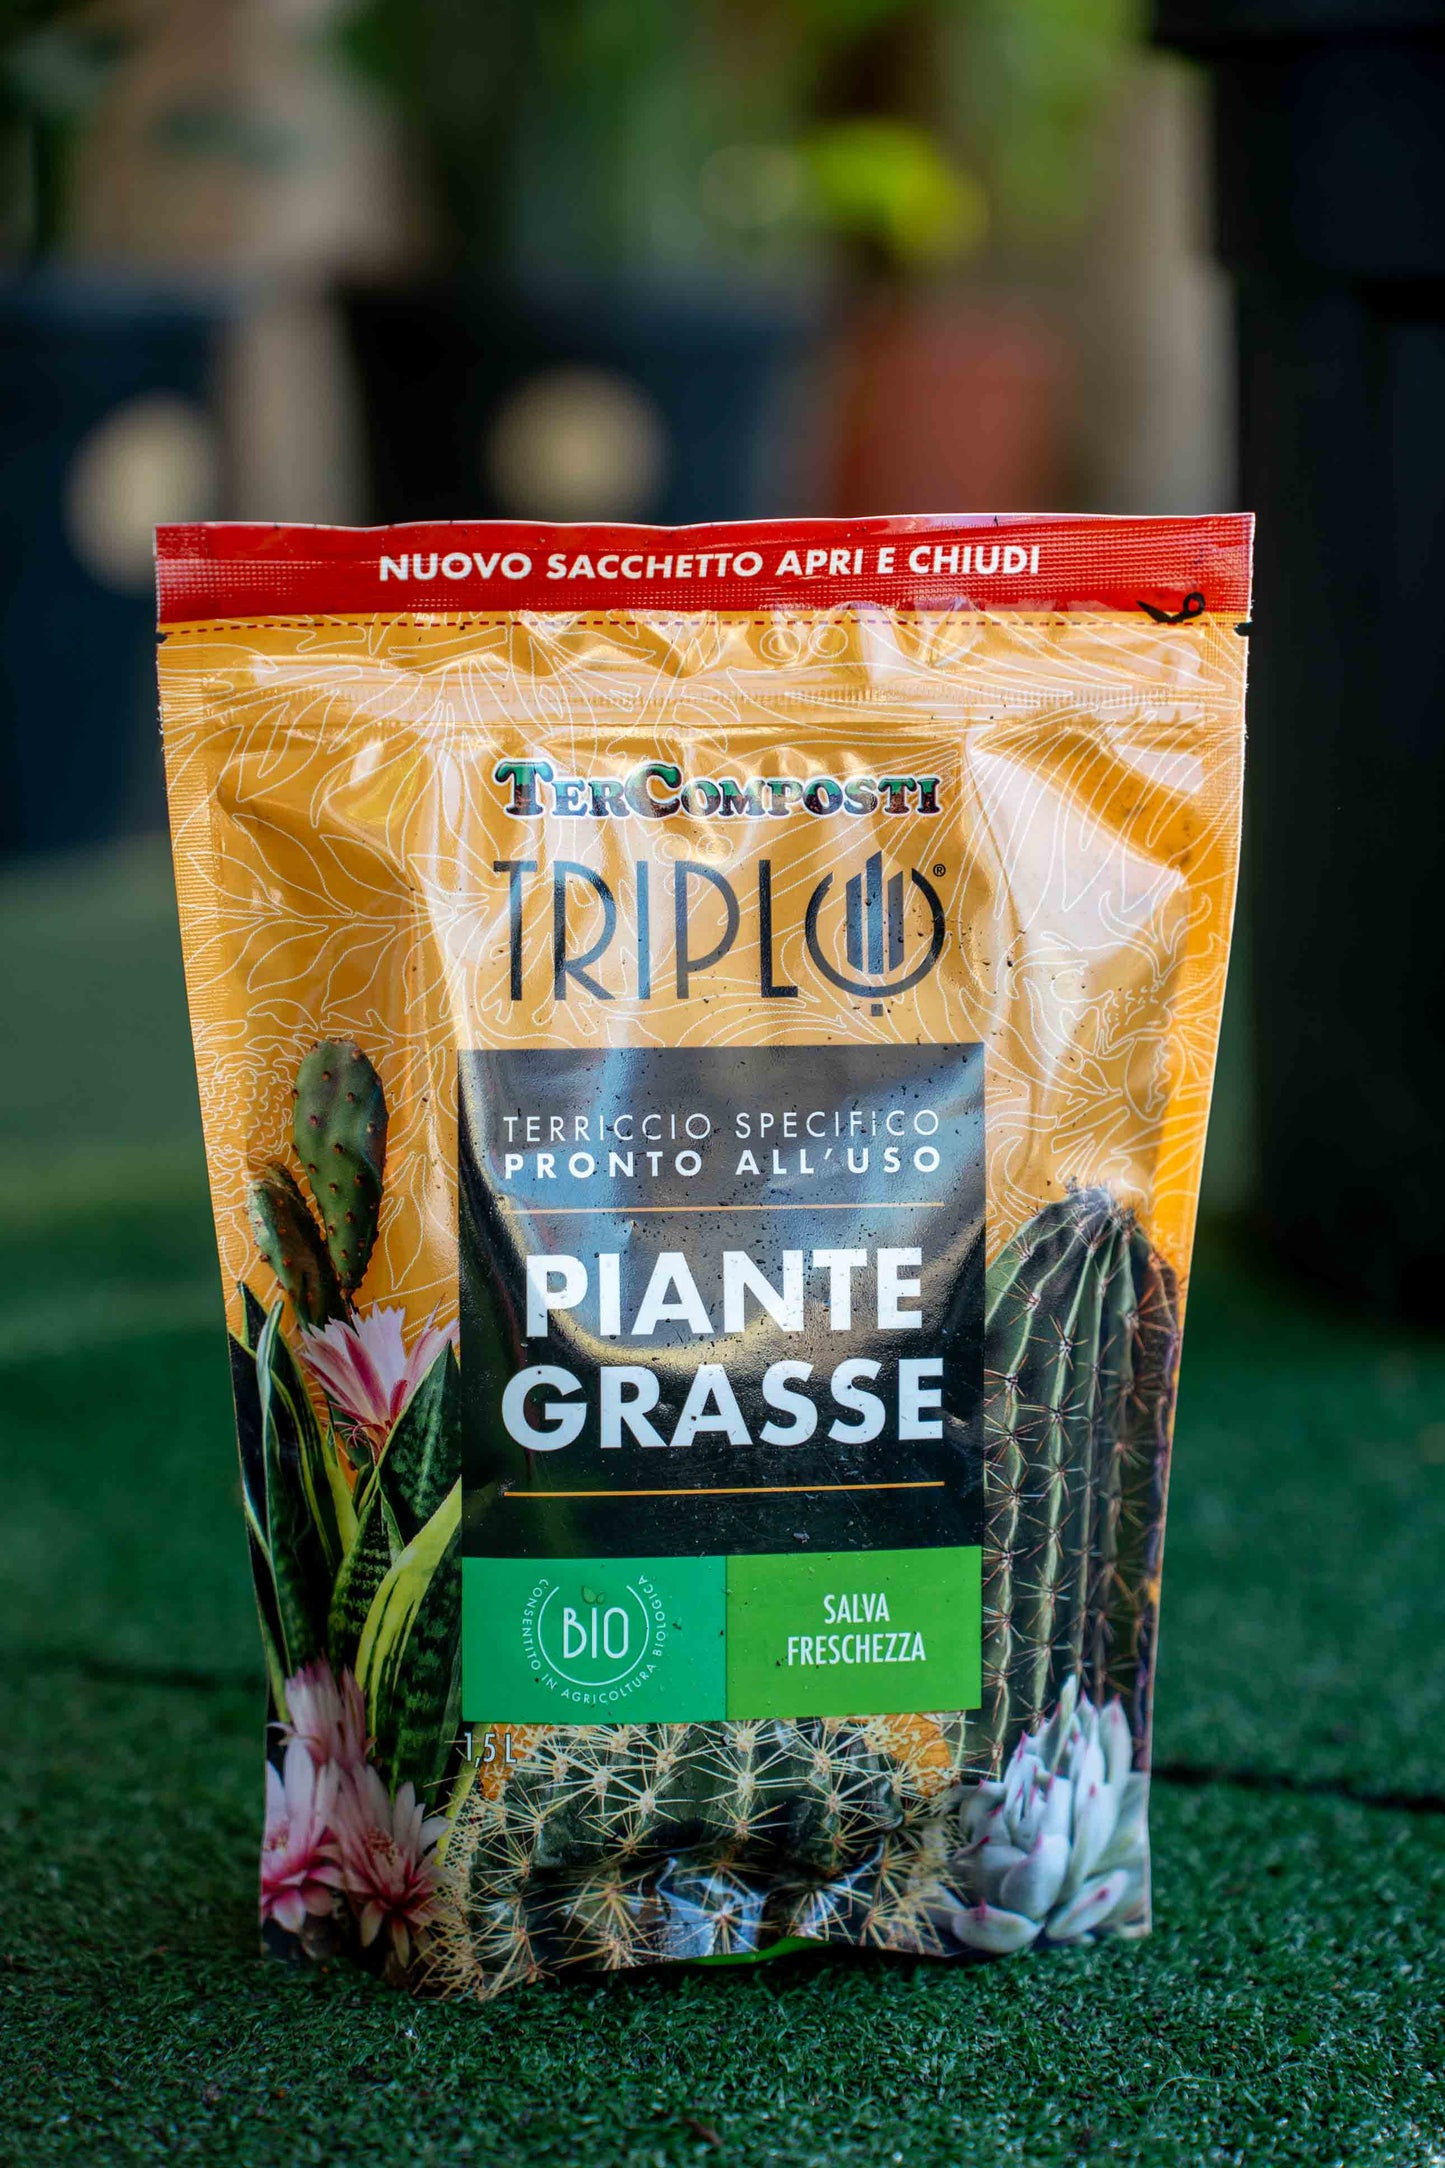 NUOVO SACCHETTO APRI E CHIUDI
TERCOMPOSTI
TRIPLO®
TERRICCIO SPECIFICO
PRONTO ALL'USO
PIANTE
GRASSE
BIO
CONSENTITO IN AGRICOLTURA BIOLOGICA
SALVA
FRESCHEZZA
1,5 L